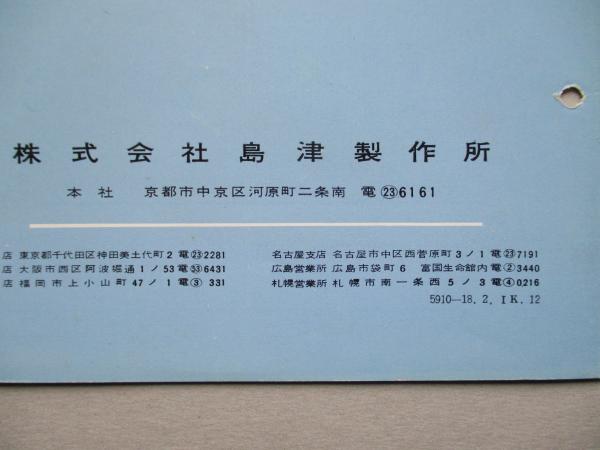 株式会社島津製作所
本社 京都市中京区河原町二条南 電㉓6161
店 東京都千代田区神田美土代町2 電㉓2281
店 大阪市西区阿波堀通1ノ53電㊾6431
店 福岡市上小山町47ノ1電③ 331
名古屋支店 名古屋市中区西菅原町3ノ1電㉓7191
広島営業所 広島市袋町6 富国生命館内電②3440
札幌営業所 札幌市南一条西5ノ3電④0216
5910—18. 2, IK. 12